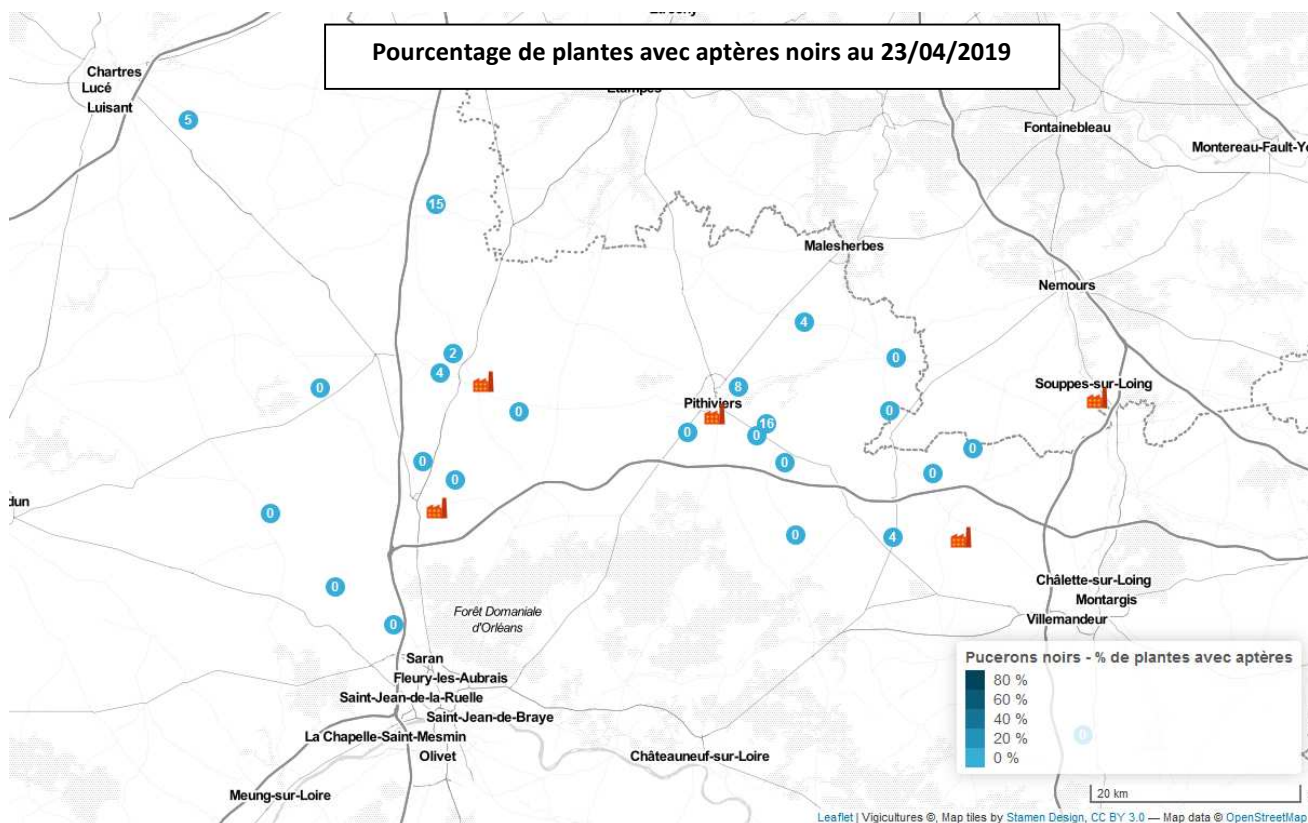 Pourcentage de plantes avec aptères noirs au 23/04/2019
Chartres
Lucé
Luisant
5
Fontainebleau
15
Malesherbes
Nemours
4
2
0
4
0
8
Souppes-sur-Loing
Pithiviers
0
0
16
0
0
0
0
0
0
0
0
0
4
0
Châlette-sur-Loing
Montargis
Villemandeur
Forêt Domaniale
d'Orléans
0
Saran
Fleury-les-Aubrais
Saint-Jean-de-la-Ruelle
Saint-Jean-de-Braye
La Chapelle-Saint-Mesmin
Olivet
Châteauneuf-sur-Loire
Meung-sur-Loire
Pucerons noirs - % de plantes avec aptères
80 %
60 %
40 %
20 %
0 %
0
20 km
Leaflet | Vigicultures ©, Map tiles by Stamen Design, CC BY 3.0 — Map data © OpenStreetMap